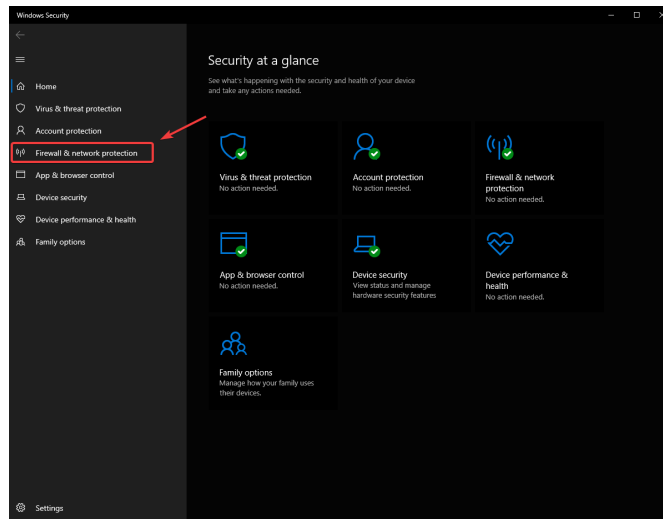 Windows Security
Home
Virus & threat protection
Account protection
Firewall & network protection
App & browser control
Device security
Device performance & health
Family options
Settings
Security at a glance
See what's happening with the security and health of your device
and take any actions needed.
Virus & threat protection
No action needed.
Account protection
No action needed.
Firewall & network
protection
No action needed.
App & browser control
No action needed.
Device security
View status and manage
hardware security features
Device performance &
health
No action needed.
Family options
Manage how your family uses
their devices.